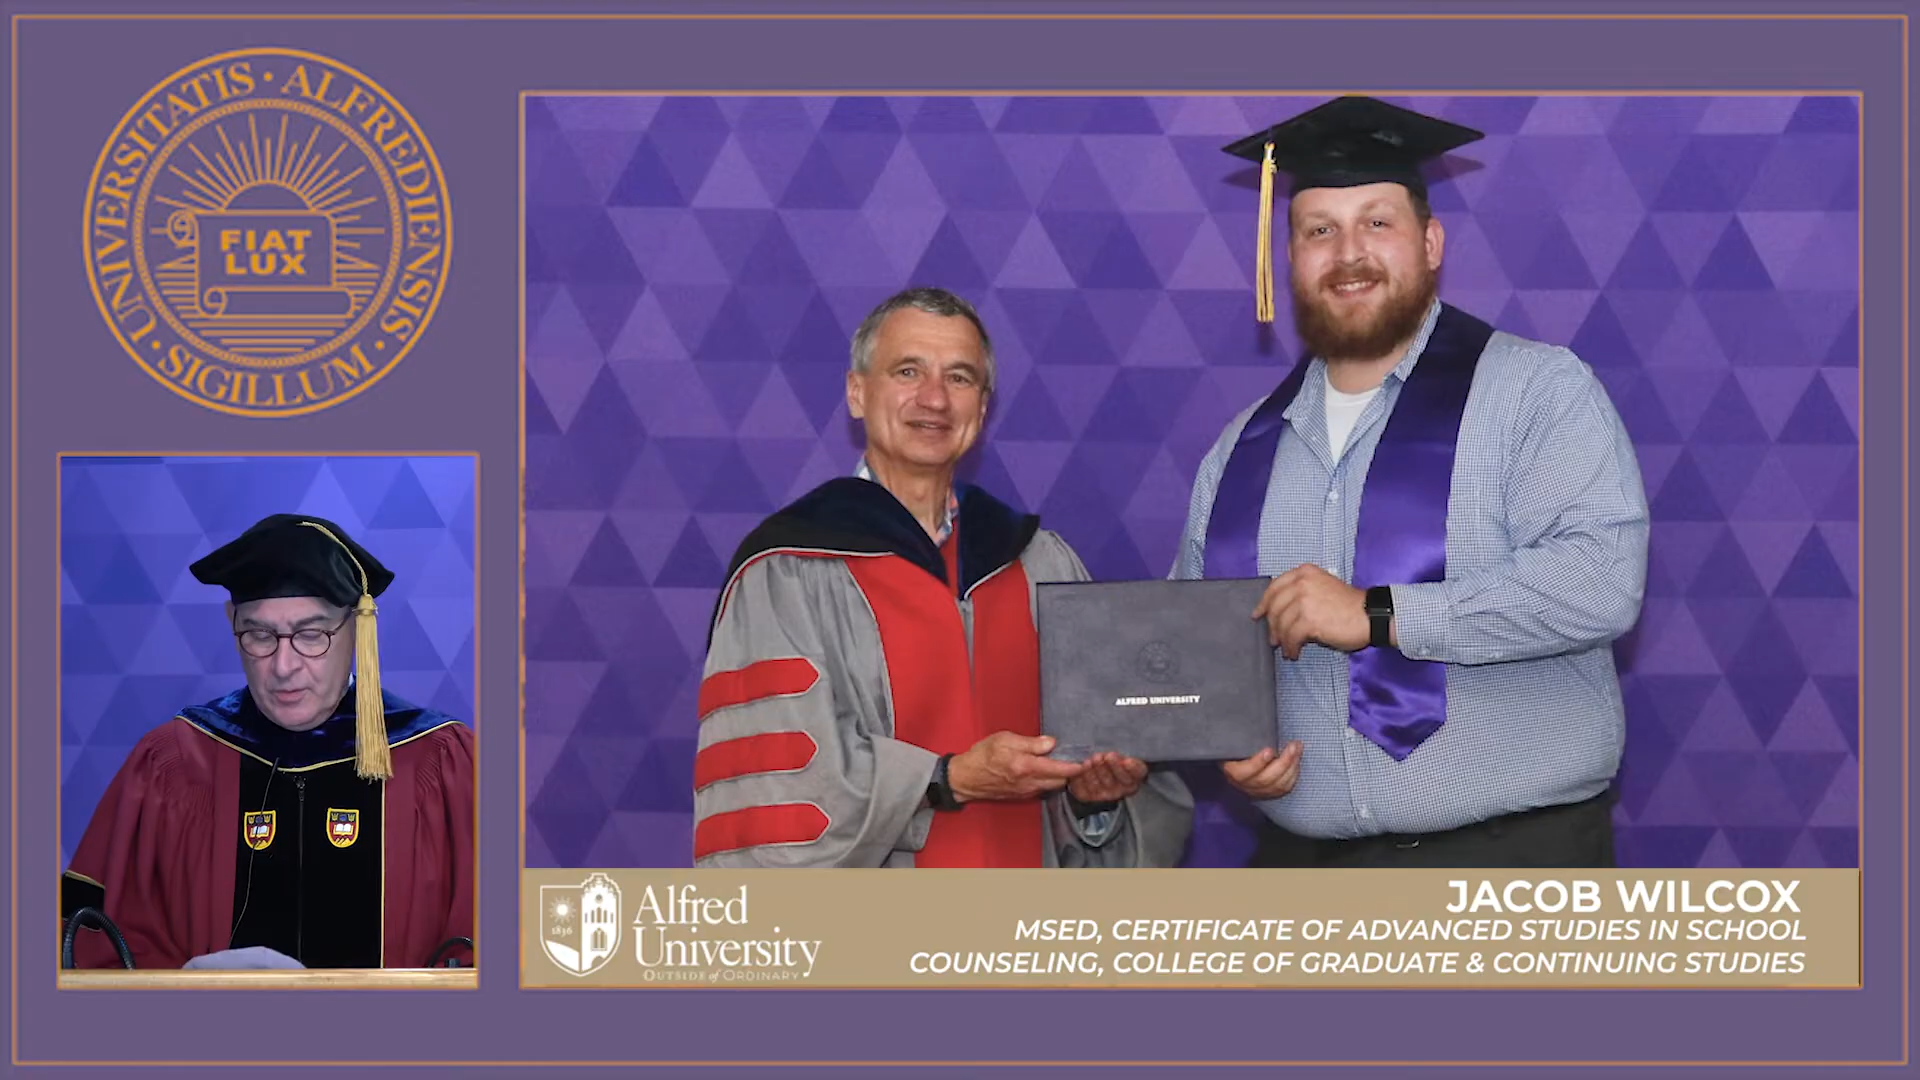 UNIVERSITATIS · ALFREDIENSIS · SIGILLUM ·
FIAT
LUX
ALFRED UNIVERSITY
1836
Alfred
University
OUTSIDE of ORDINARY
JACOB WILCOX
MSED, CERTIFICATE OF ADVANCED STUDIES IN SCHOOL
COUNSELING, COLLEGE OF GRADUATE & CONTINUING STUDIES